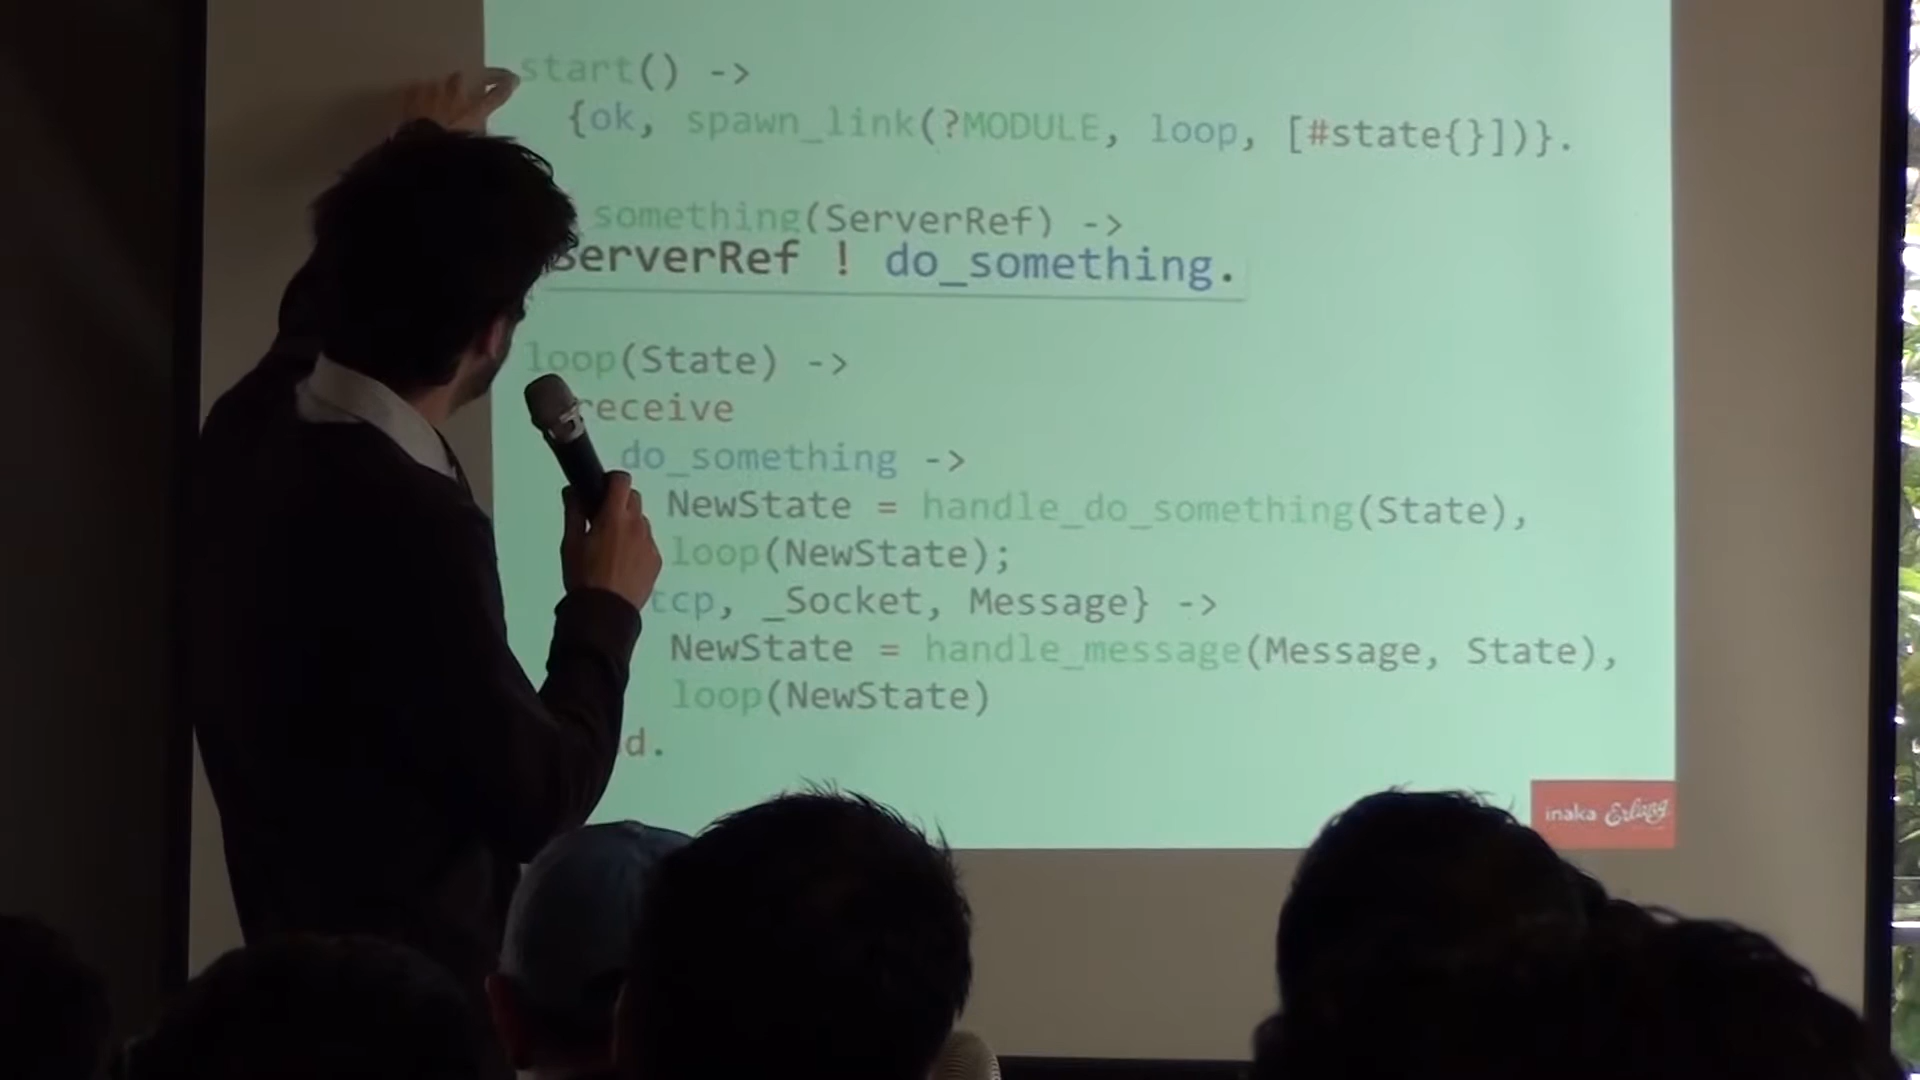 start() ->
{ok, spawn_link(?MODULE, loop, [#state{}])}.
something(ServerRef) ->
ServerRef ! do_something.
loop(State) ->
receive
do_something ->
NewState = handle_do_something(State),
loop(NewState);
tcp, _Socket, Message} ->
NewState = handle_message(Message, State),
loop(NewState)
d.
inaka Erlang